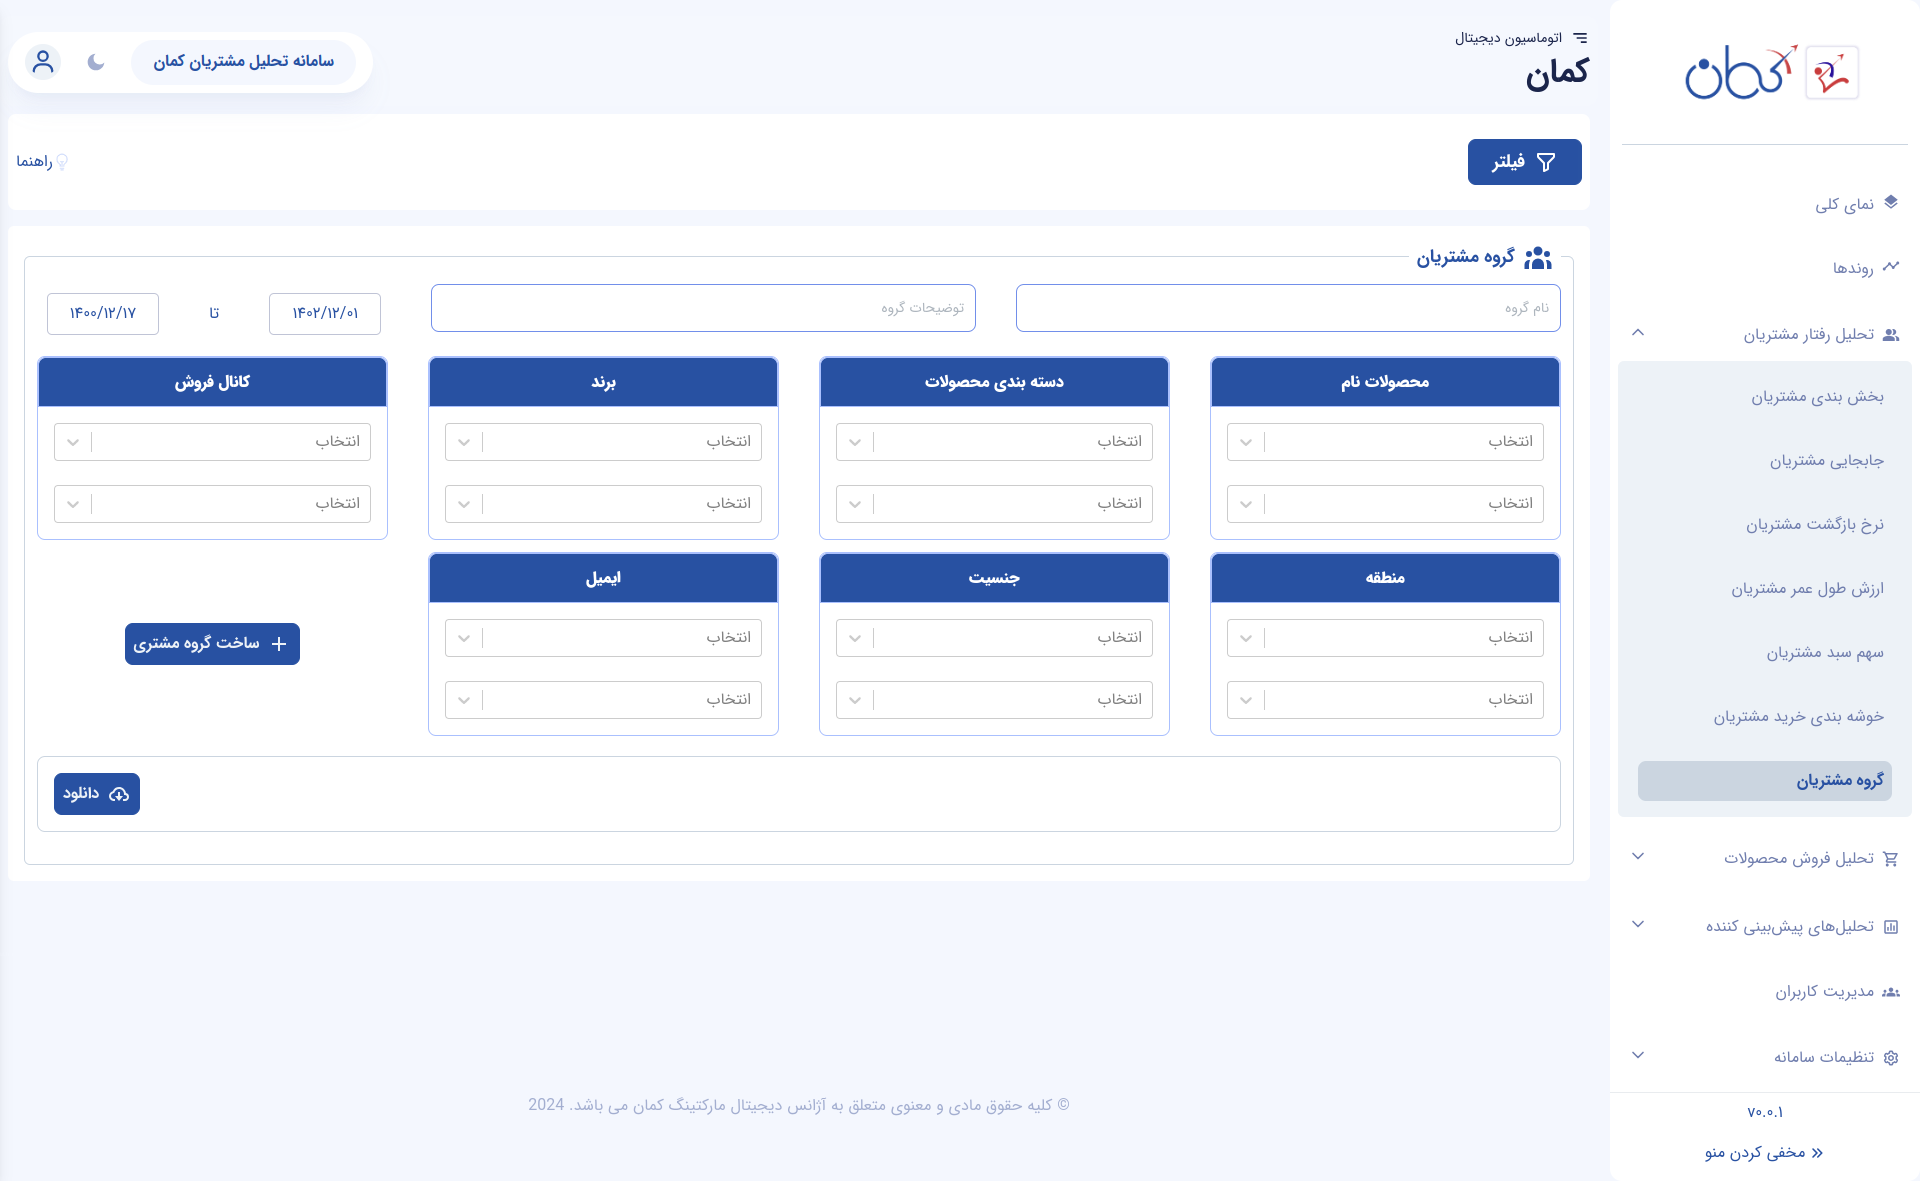 کمان
نمای کلی
روندها
تحلیل رفتار مشتریان
بخش بندی مشتریان
جابجایی مشتریان
نرخ بازگشت مشتریان
ارزش طول عمر مشتریان
سهم سبد مشتریان
خوشه بندی خرید مشتریان
گروه مشتریان
تحلیل فروش محصولات
تحلیل‌های پیش‌بینی کننده
مدیریت کاربران
تنظیمات سامانه
v۰.۰.۱
مخفی کردن منو
اتوماسیون دیجیتال
کمان
سامانه تحلیل مشتریان کمان
فیلتر
راهنما
گروه مشتریان
نام گروه
توضیحات گروه
۱۴۰۲/۱۲/۰۱
تا
۱۴۰۰/۱۲/۱۷
محصولات نام
انتخاب
انتخاب
دسته بندی محصولات
انتخاب
انتخاب
برند
انتخاب
انتخاب
کانال فروش
انتخاب
انتخاب
منطقه
انتخاب
انتخاب
جنسیت
انتخاب
انتخاب
ایمیل
انتخاب
انتخاب
ساخت گروه مشتری
دانلود
© کلیه حقوق مادی و معنوی متعلق به آژانس دیجیتال مارکتینگ کمان می باشد. 2024